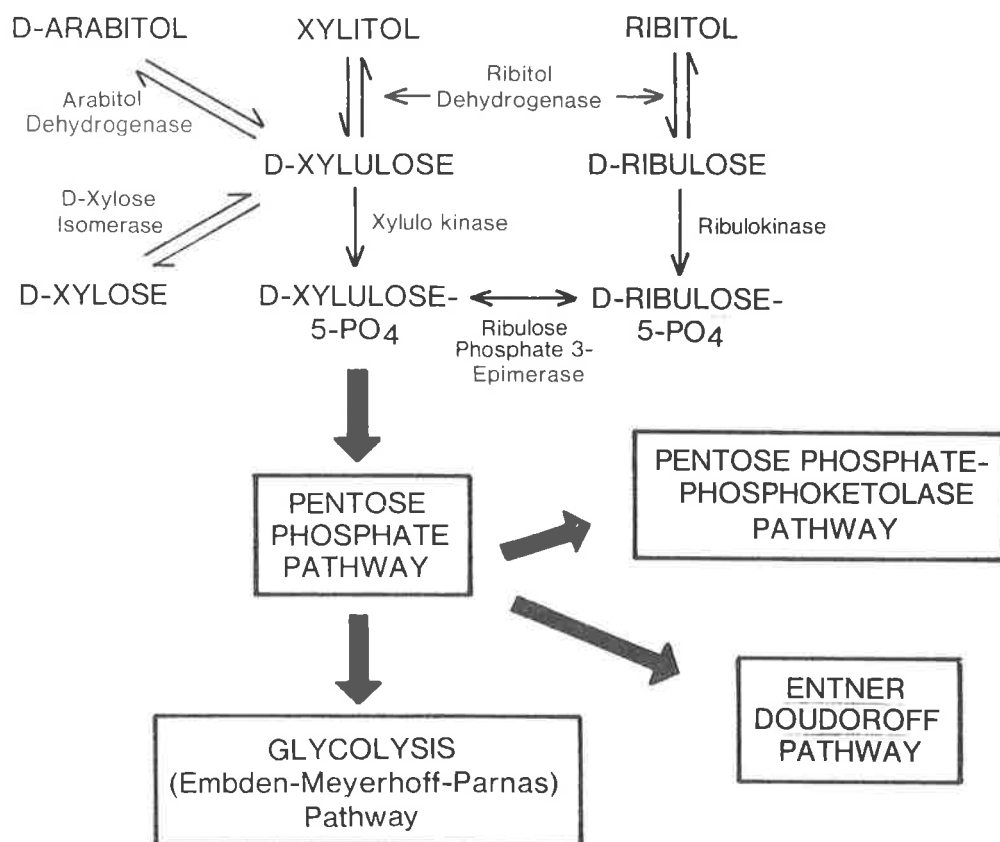 D-ARABITOL
XYLITOL
RIBITOL
Arabitol
Dehydrogenase
Ribitol
Dehydrogenase
D-XYLULOSE
D-RIBULOSE
D-Xylose
Isomerase
Xylulo kinase
Ribulokinase
D-XYLOSE
D-XYLULOSE-
5-PO4
D-RIBULOSE-
5-PO4
Ribulose
Phosphate 3-
Epimerase
PENTOSE
PHOSPHATE
PATHWAY
PENTOSE PHOSPHATE-
PHOSPHOKETOLASE
PATHWAY
ENTNER
DOUDOROFF
PATHWAY
GLYCOLYSIS
(Embden-Meyerhoff-Parnas)
Pathway